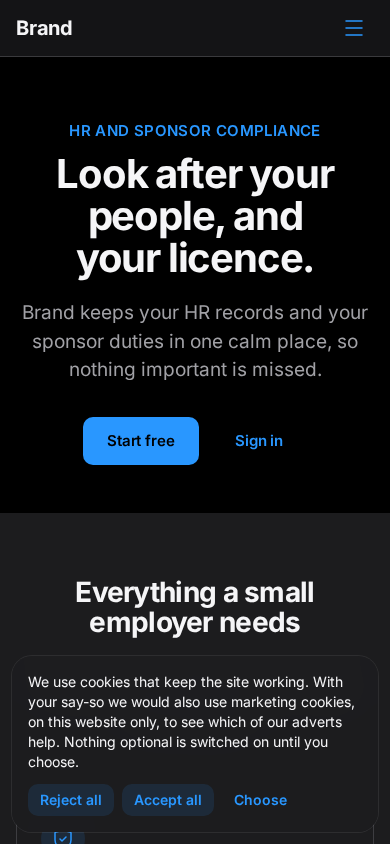 Brand
HR AND SPONSOR COMPLIANCE
Look after your
people, and
your licence.
Brand keeps your HR records and your
sponsor duties in one calm place, so
nothing important is missed.
Start free
Sign in
Everything a small
employer needs
We use cookies that keep the site working. With
your say-so we would also use marketing cookies,
on this website only, to see which of our adverts
help. Nothing optional is switched on until you
choose.
Reject all
Accept all
Choose